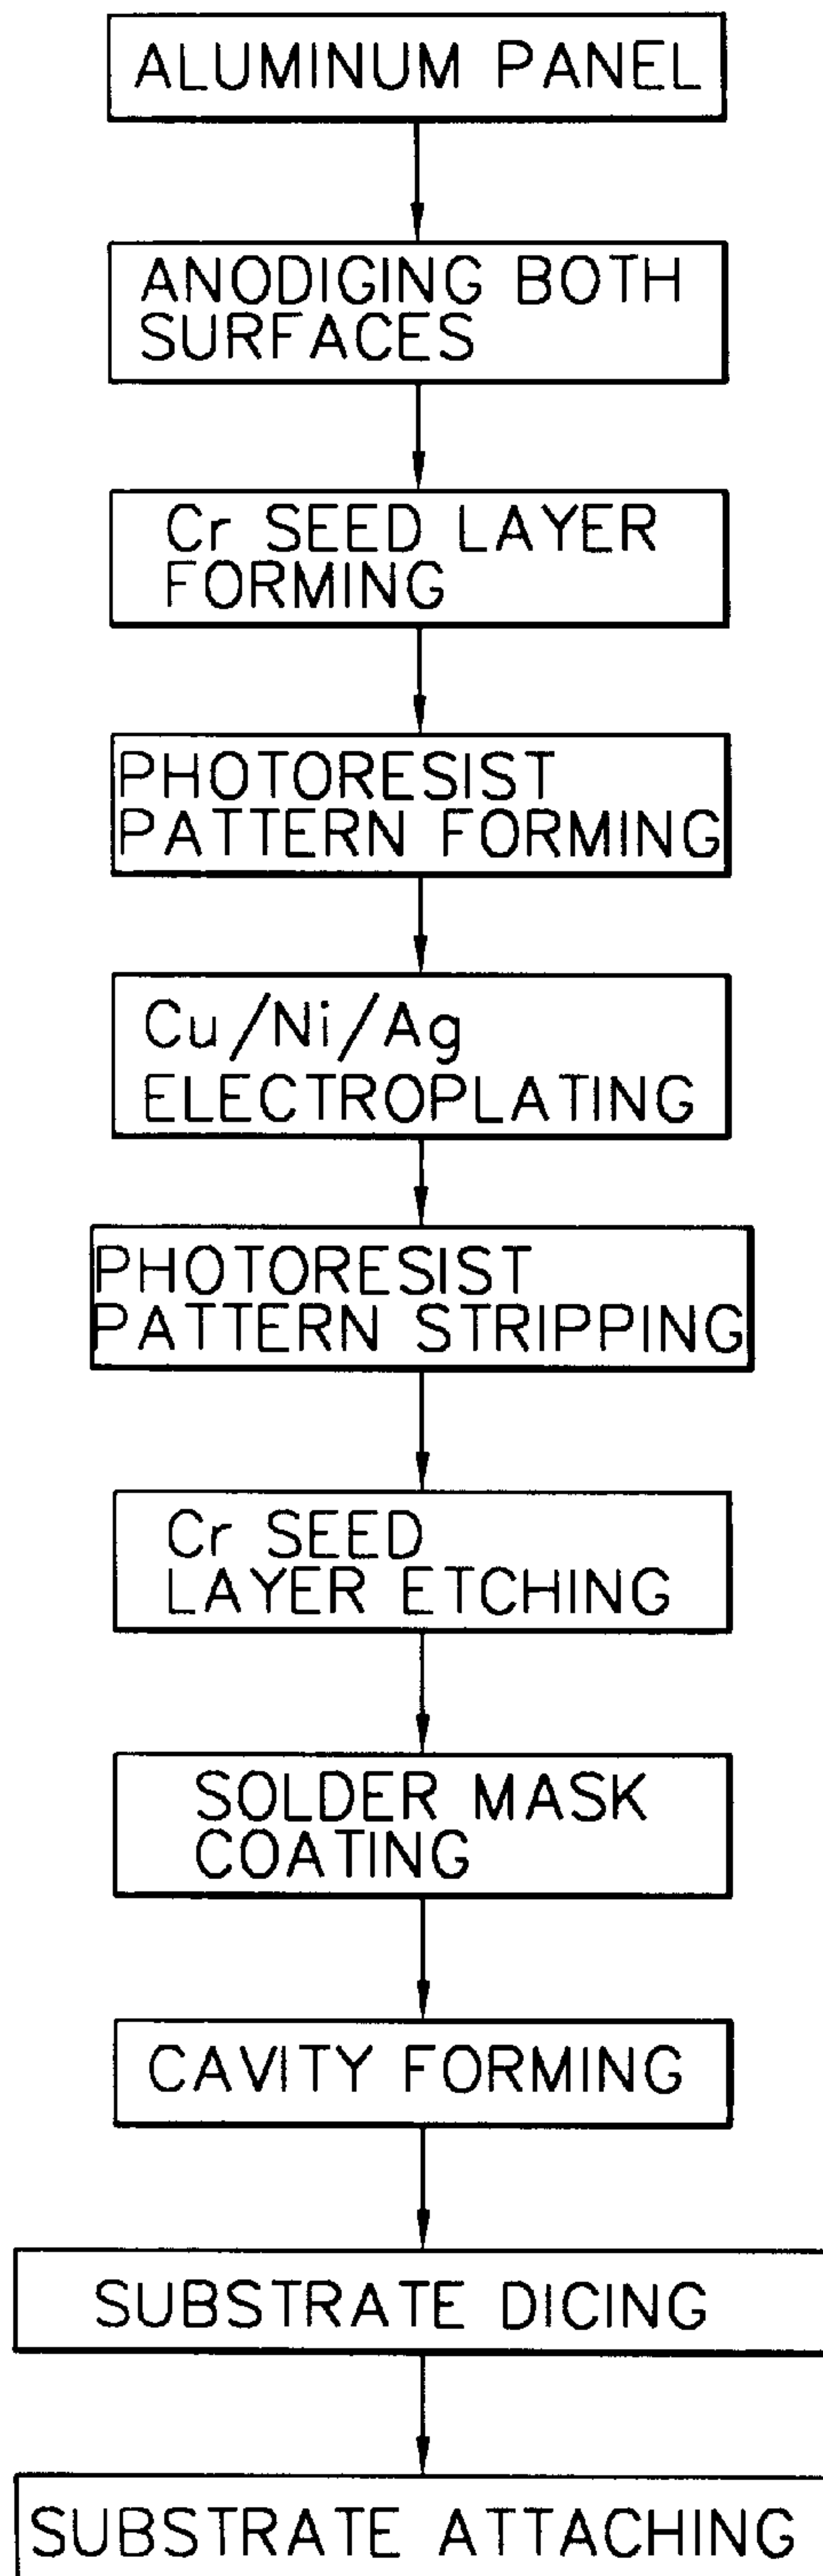 ALUMINUM PANEL
ANODIGING BOTH
SURFACES
Cr SEED LAYER
FORMING
PHOTORESIST
PATTERN FORMING
Cu/Ni/Ag
ELECTROPLATING
PHOTORESIST
PATTERN STRIPPING
Cr SEED
LAYER ETCHING
SOLDER MASK
COATING
CAVITY FORMING
SUBSTRATE DICING
SUBSTRATE ATTACHING